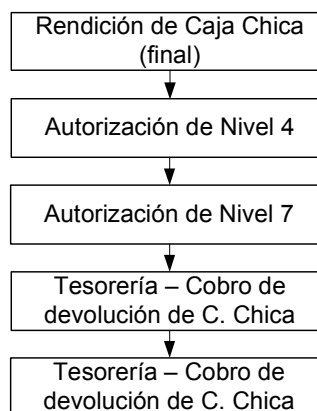 Rendición de Caja Chica
(final)
Autorización de Nivel 4
Autorización de Nivel 7
Tesorería – Cobro de
devolución de C. Chica
Tesorería – Cobro de
devolución de C. Chica